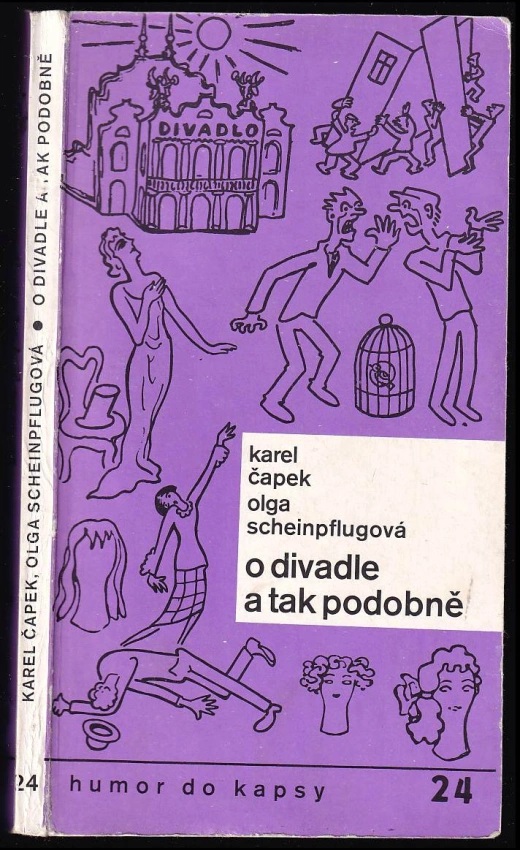 KAREL ČAPEK, OLGA SCHEINPFLUGOVÁ ● O DIVADLE A TAK PODOBNĚ
24
DIVADLO
karel
čapek
olga
scheinpflugová
o divadle
a tak podobně
humor do kapsy 24